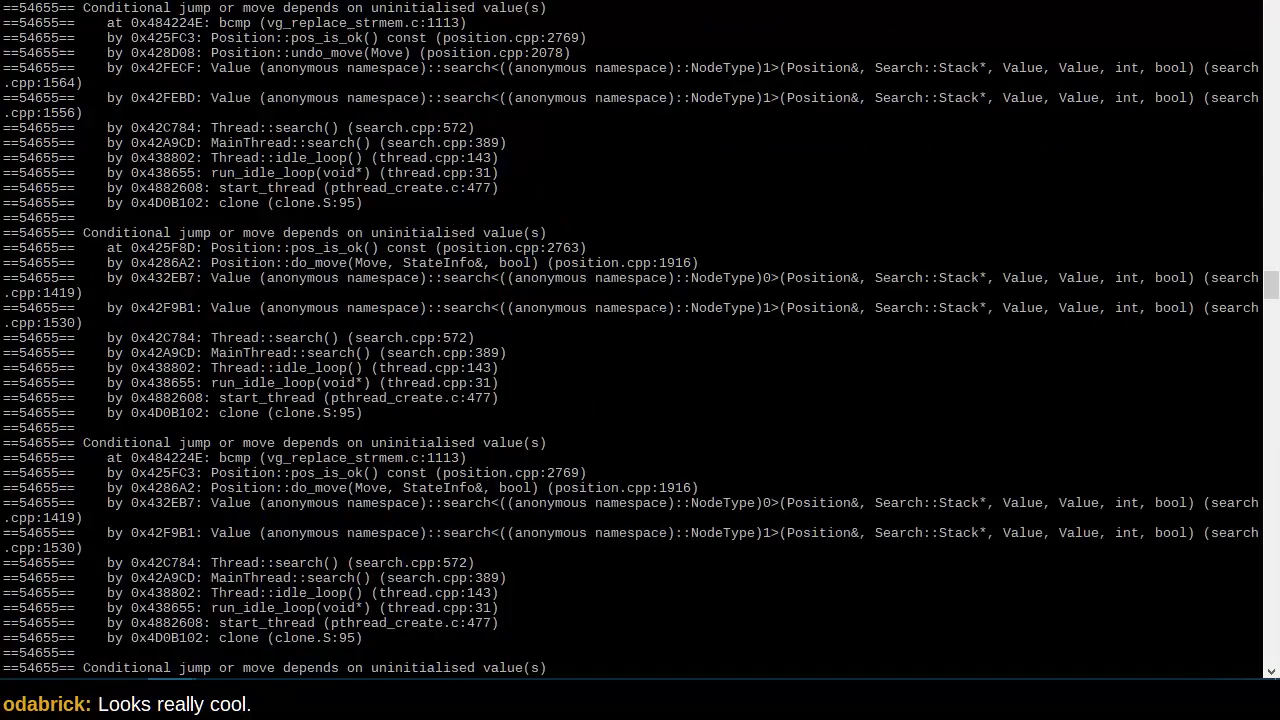 ==54655== Conditional jump or move depends on uninitialised value(s)
==54655==    at 0x484224E: bcmp (vg_replace_strmem.c:1113)
==54655==    by 0x425FC3: Position::pos_is_ok() const (position.cpp:2769)
==54655==    by 0x428D08: Position::undo_move(Move) (position.cpp:2078)
==54655==    by 0x42FECF: Value (anonymous namespace)::search<((anonymous namespace)::NodeType)1>(Position&, Search::Stack*, Value, Value, int, bool) (search
.cpp:1564)
==54655==    by 0x42FEBD: Value (anonymous namespace)::search<((anonymous namespace)::NodeType)1>(Position&, Search::Stack*, Value, Value, int, bool) (search
.cpp:1556)
==54655==    by 0x42C784: Thread::search() (search.cpp:572)
==54655==    by 0x42A9CD: MainThread::search() (search.cpp:389)
==54655==    by 0x438802: Thread::idle_loop() (thread.cpp:143)
==54655==    by 0x438655: run_idle_loop(void*) (thread.cpp:31)
==54655==    by 0x4882608: start_thread (pthread_create.c:477)
==54655==    by 0x4D0B102: clone (clone.S:95)
==54655==
==54655== Conditional jump or move depends on uninitialised value(s)
==54655==    at 0x425F8D: Position::pos_is_ok() const (position.cpp:2763)
==54655==    by 0x4286A2: Position::do_move(Move, StateInfo&, bool) (position.cpp:1916)
==54655==    by 0x432EB7: Value (anonymous namespace)::search<((anonymous namespace)::NodeType)0>(Position&, Search::Stack*, Value, Value, int, bool) (search
.cpp:1419)
==54655==    by 0x42F9B1: Value (anonymous namespace)::search<((anonymous namespace)::NodeType)1>(Position&, Search::Stack*, Value, Value, int, bool) (search
.cpp:1530)
==54655==    by 0x42C784: Thread::search() (search.cpp:572)
==54655==    by 0x42A9CD: MainThread::search() (search.cpp:389)
==54655==    by 0x438802: Thread::idle_loop() (thread.cpp:143)
==54655==    by 0x438655: run_idle_loop(void*) (thread.cpp:31)
==54655==    by 0x4882608: start_thread (pthread_create.c:477)
==54655==    by 0x4D0B102: clone (clone.S:95)
==54655==
==54655== Conditional jump or move depends on uninitialised value(s)
==54655==    at 0x484224E: bcmp (vg_replace_strmem.c:1113)
==54655==    by 0x425FC3: Position::pos_is_ok() const (position.cpp:2769)
==54655==    by 0x4286A2: Position::do_move(Move, StateInfo&, bool) (position.cpp:1916)
==54655==    by 0x432EB7: Value (anonymous namespace)::search<((anonymous namespace)::NodeType)0>(Position&, Search::Stack*, Value, Value, int, bool) (search
.cpp:1419)
==54655==    by 0x42F9B1: Value (anonymous namespace)::search<((anonymous namespace)::NodeType)1>(Position&, Search::Stack*, Value, Value, int, bool) (search
.cpp:1530)
==54655==    by 0x42C784: Thread::search() (search.cpp:572)
==54655==    by 0x42A9CD: MainThread::search() (search.cpp:389)
==54655==    by 0x438802: Thread::idle_loop() (thread.cpp:143)
==54655==    by 0x438655: run_idle_loop(void*) (thread.cpp:31)
==54655==    by 0x4882608: start_thread (pthread_create.c:477)
==54655==    by 0x4D0B102: clone (clone.S:95)
==54655==
==54655== Conditional jump or move depends on uninitialised value(s)
odabrick: Looks really cool.